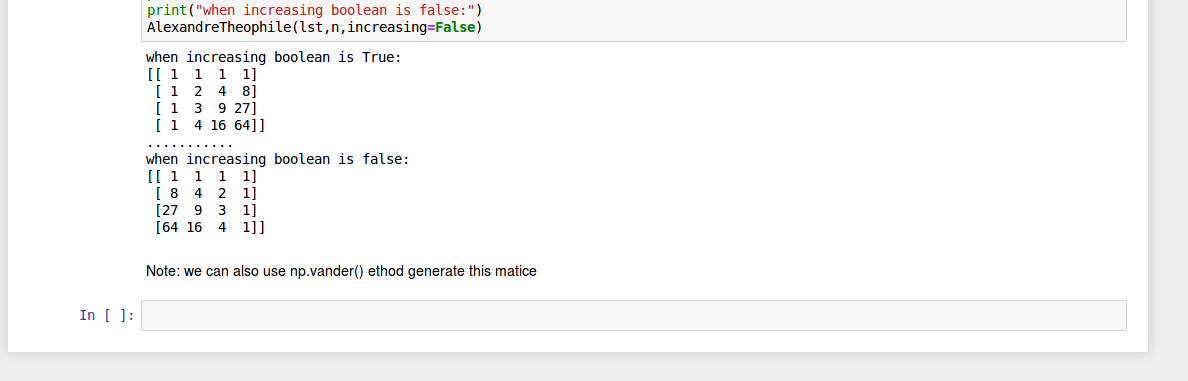 print("when increasing boolean is false:")
AlexandreTheophile(lst,n,increasing=False)
when increasing boolean is True:
[[ 1  1  1  1]
 [ 1  2  4  8]
 [ 1  3  9 27]
 [ 1  4 16 64]]
...........
when increasing boolean is false:
[[ 1  1  1  1]
 [ 8  4  2  1]
 [27  9  3  1]
 [64 16  4  1]]
Note: we can also use np.vander() ethod generate this matice
In [ ]: